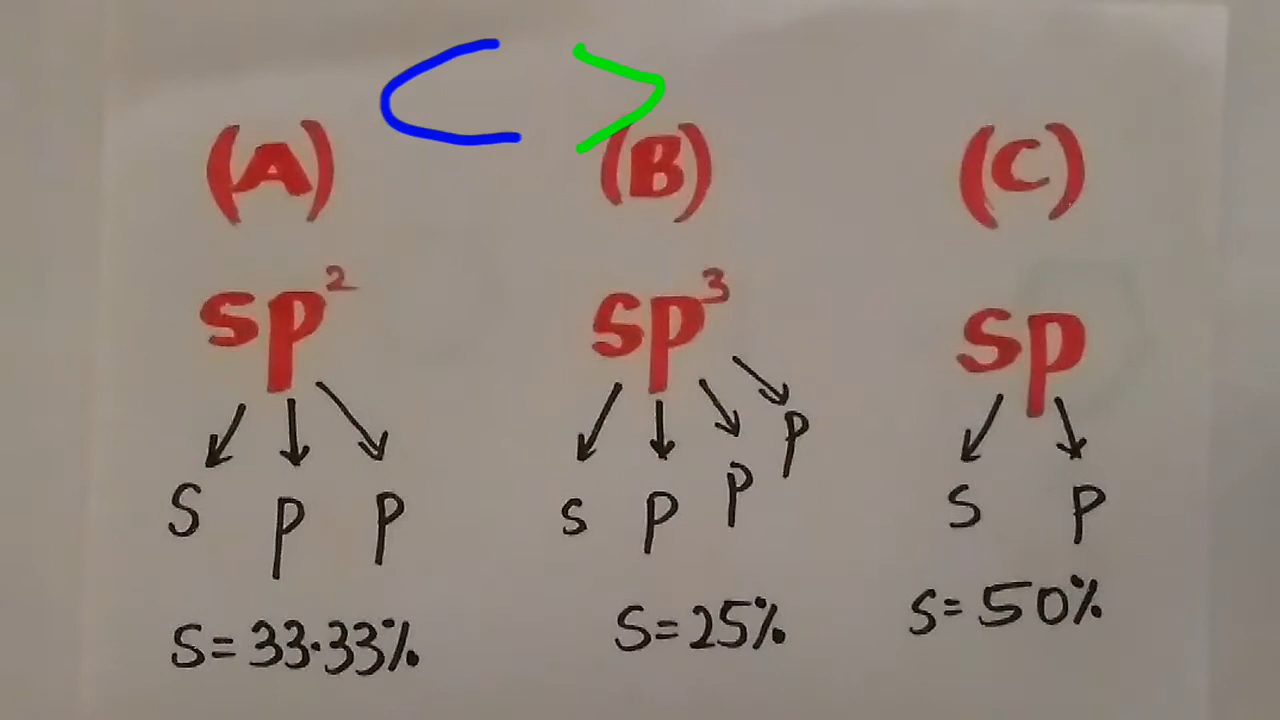 < >
(A) (B) (C)
sp² sp³ sp
s p p s p p p s p
S=33.33% S=25% S=50%